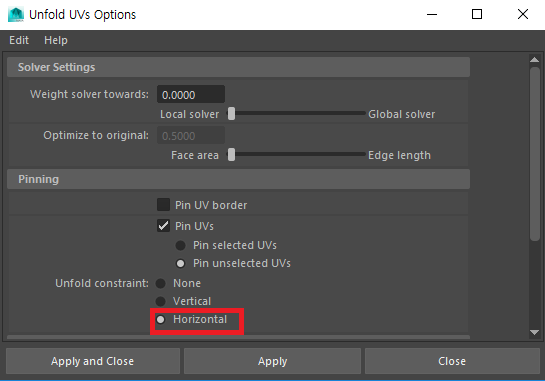 Unfold UVs Options
Edit Help
Solver Settings
Weight solver towards: 0.0000
Local solver Global solver
Optimize to original: 0.5000
Face area Edge length
Pinning
Pin UV border
Pin UVs
Pin selected UVs
Pin unselected UVs
Unfold constraint: None
Vertical
Horizontal
Apply and Close Apply Close